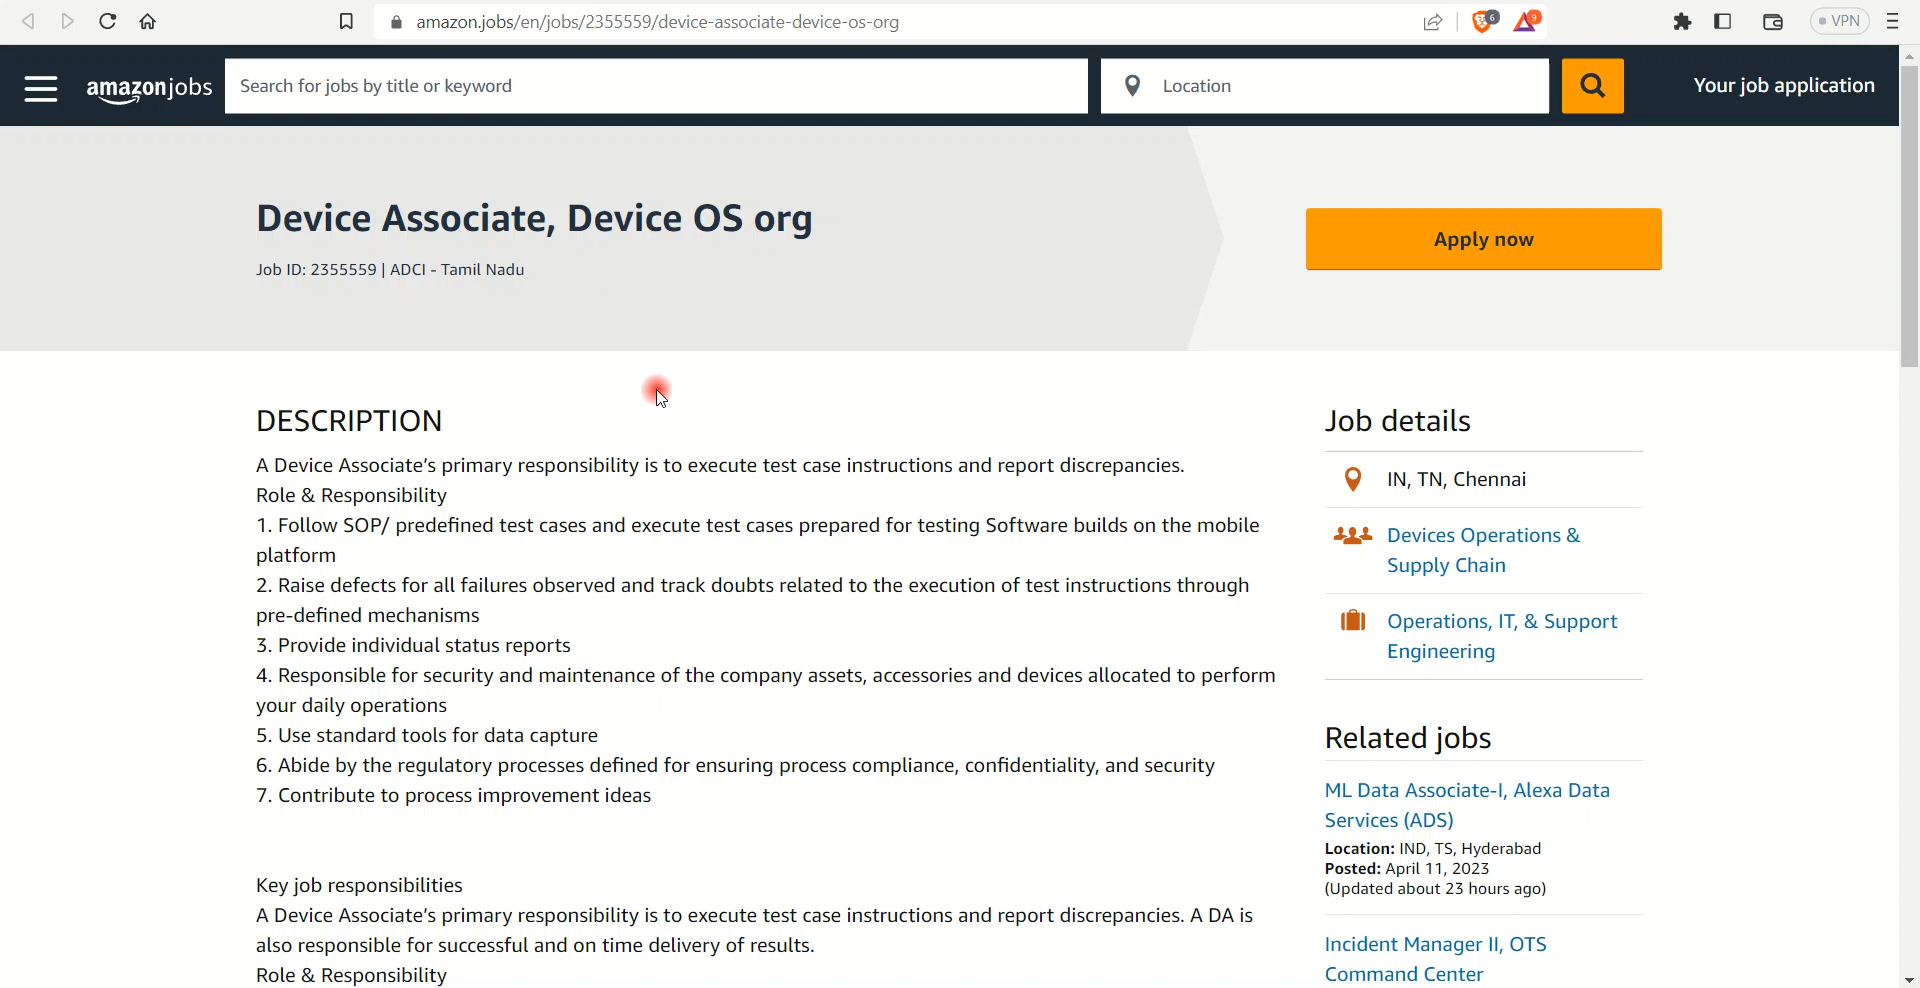 amazon.jobs/en/jobs/2355559/device-associate-device-os-org
6
9
VPN
amazon jobs
Search for jobs by title or keyword
Location
Your job application
Device Associate, Device OS org
Job ID: 2355559 | ADCI - Tamil Nadu
Apply now
DESCRIPTION
A Device Associate’s primary responsibility is to execute test case instructions and report discrepancies.
Role & Responsibility
1. Follow SOP/ predefined test cases and execute test cases prepared for testing Software builds on the mobile
platform
2. Raise defects for all failures observed and track doubts related to the execution of test instructions through
pre-defined mechanisms
3. Provide individual status reports
4. Responsible for security and maintenance of the company assets, accessories and devices allocated to perform
your daily operations
5. Use standard tools for data capture
6. Abide by the regulatory processes defined for ensuring process compliance, confidentiality, and security
7. Contribute to process improvement ideas
Key job responsibilities
A Device Associate’s primary responsibility is to execute test case instructions and report discrepancies. A DA is
also responsible for successful and on time delivery of results.
Role & Responsibility
Job details
IN, TN, Chennai
Devices Operations &
Supply Chain
Operations, IT, & Support
Engineering
Related jobs
ML Data Associate-I, Alexa Data
Services (ADS)
Location: IND, TS, Hyderabad
Posted: April 11, 2023
(Updated about 23 hours ago)
Incident Manager II, OTS
Command Center